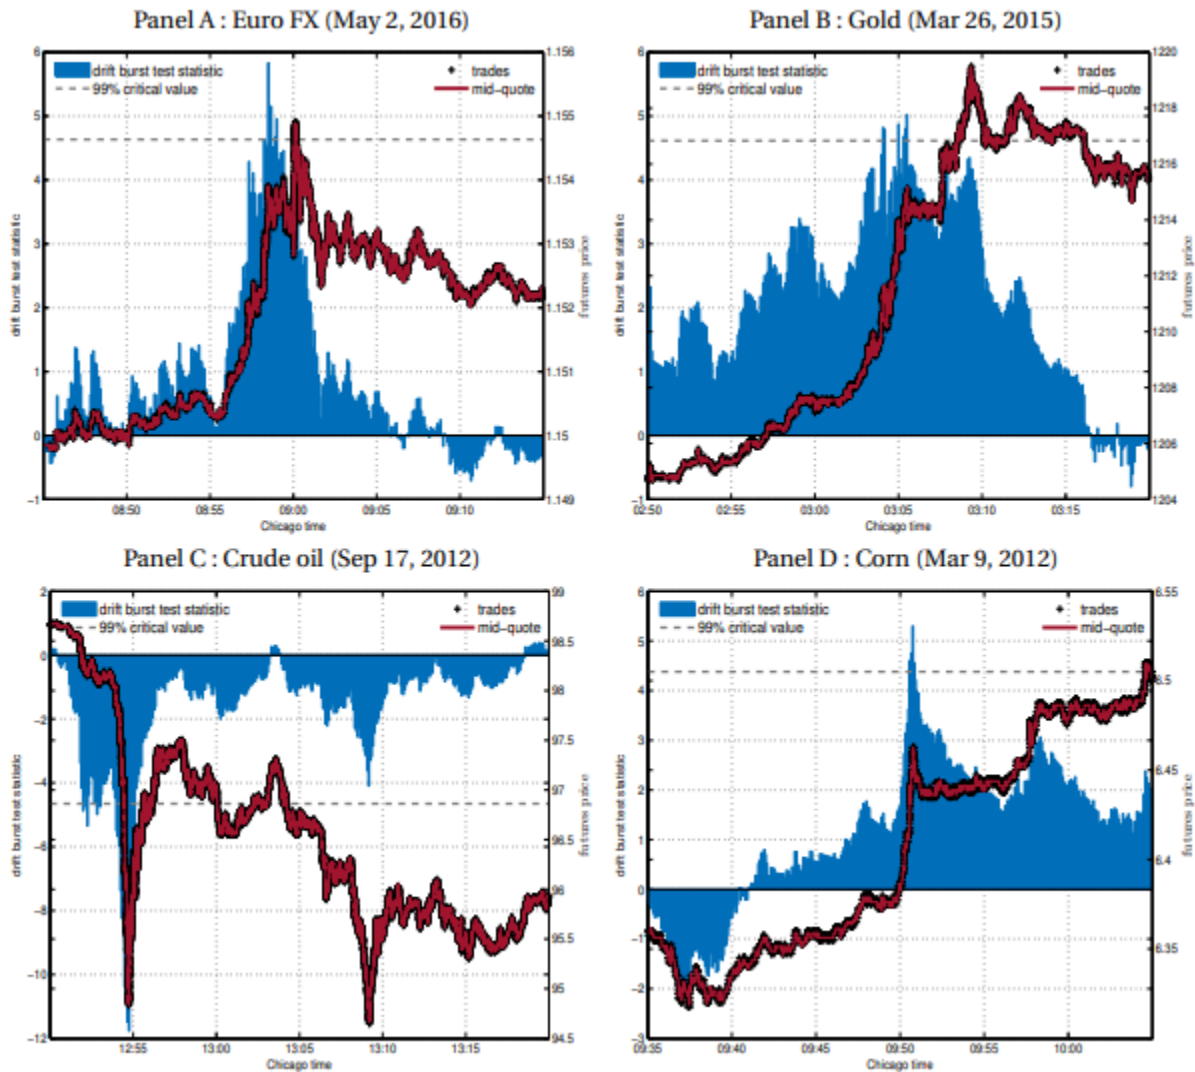 Panel A : Euro FX (May 2, 2016)
6
5
4
3
2
1
0
−1
drift burst test statistic
drift burst test statistic
99% critical value
trades
mid−quote
1.156
1.155
1.154
1.153
1.152
1.151
1.15
1.149
futures price
08:50
08:55
09:00
09:05
09:10
Chicago time
Panel B : Gold (Mar 26, 2015)
6
5
4
3
2
1
0
−1
drift burst test statistic
drift burst test statistic
99% critical value
trades
mid−quote
1220
1218
1216
1214
1212
1210
1208
1206
1204
futures price
02:50
02:55
03:00
03:05
03:10
03:15
Chicago time
Panel C : Crude oil (Sep 17, 2012)
2
0
−2
−4
−6
−8
−10
−12
drift burst test statistic
drift burst test statistic
99% critical value
trades
mid−quote
99
98.5
98
97.5
97
96.5
96
95.5
95
94.5
futures price
12:55
13:00
13:05
13:10
13:15
Chicago time
Panel D : Corn (Mar 9, 2012)
6
5
4
3
2
1
0
−1
−2
−3
drift burst test statistic
drift burst test statistic
99% critical value
trades
mid−quote
6.55
6.5
6.45
6.4
6.35
futures price
09:35
09:40
09:45
09:50
09:55
10:00
Chicago time